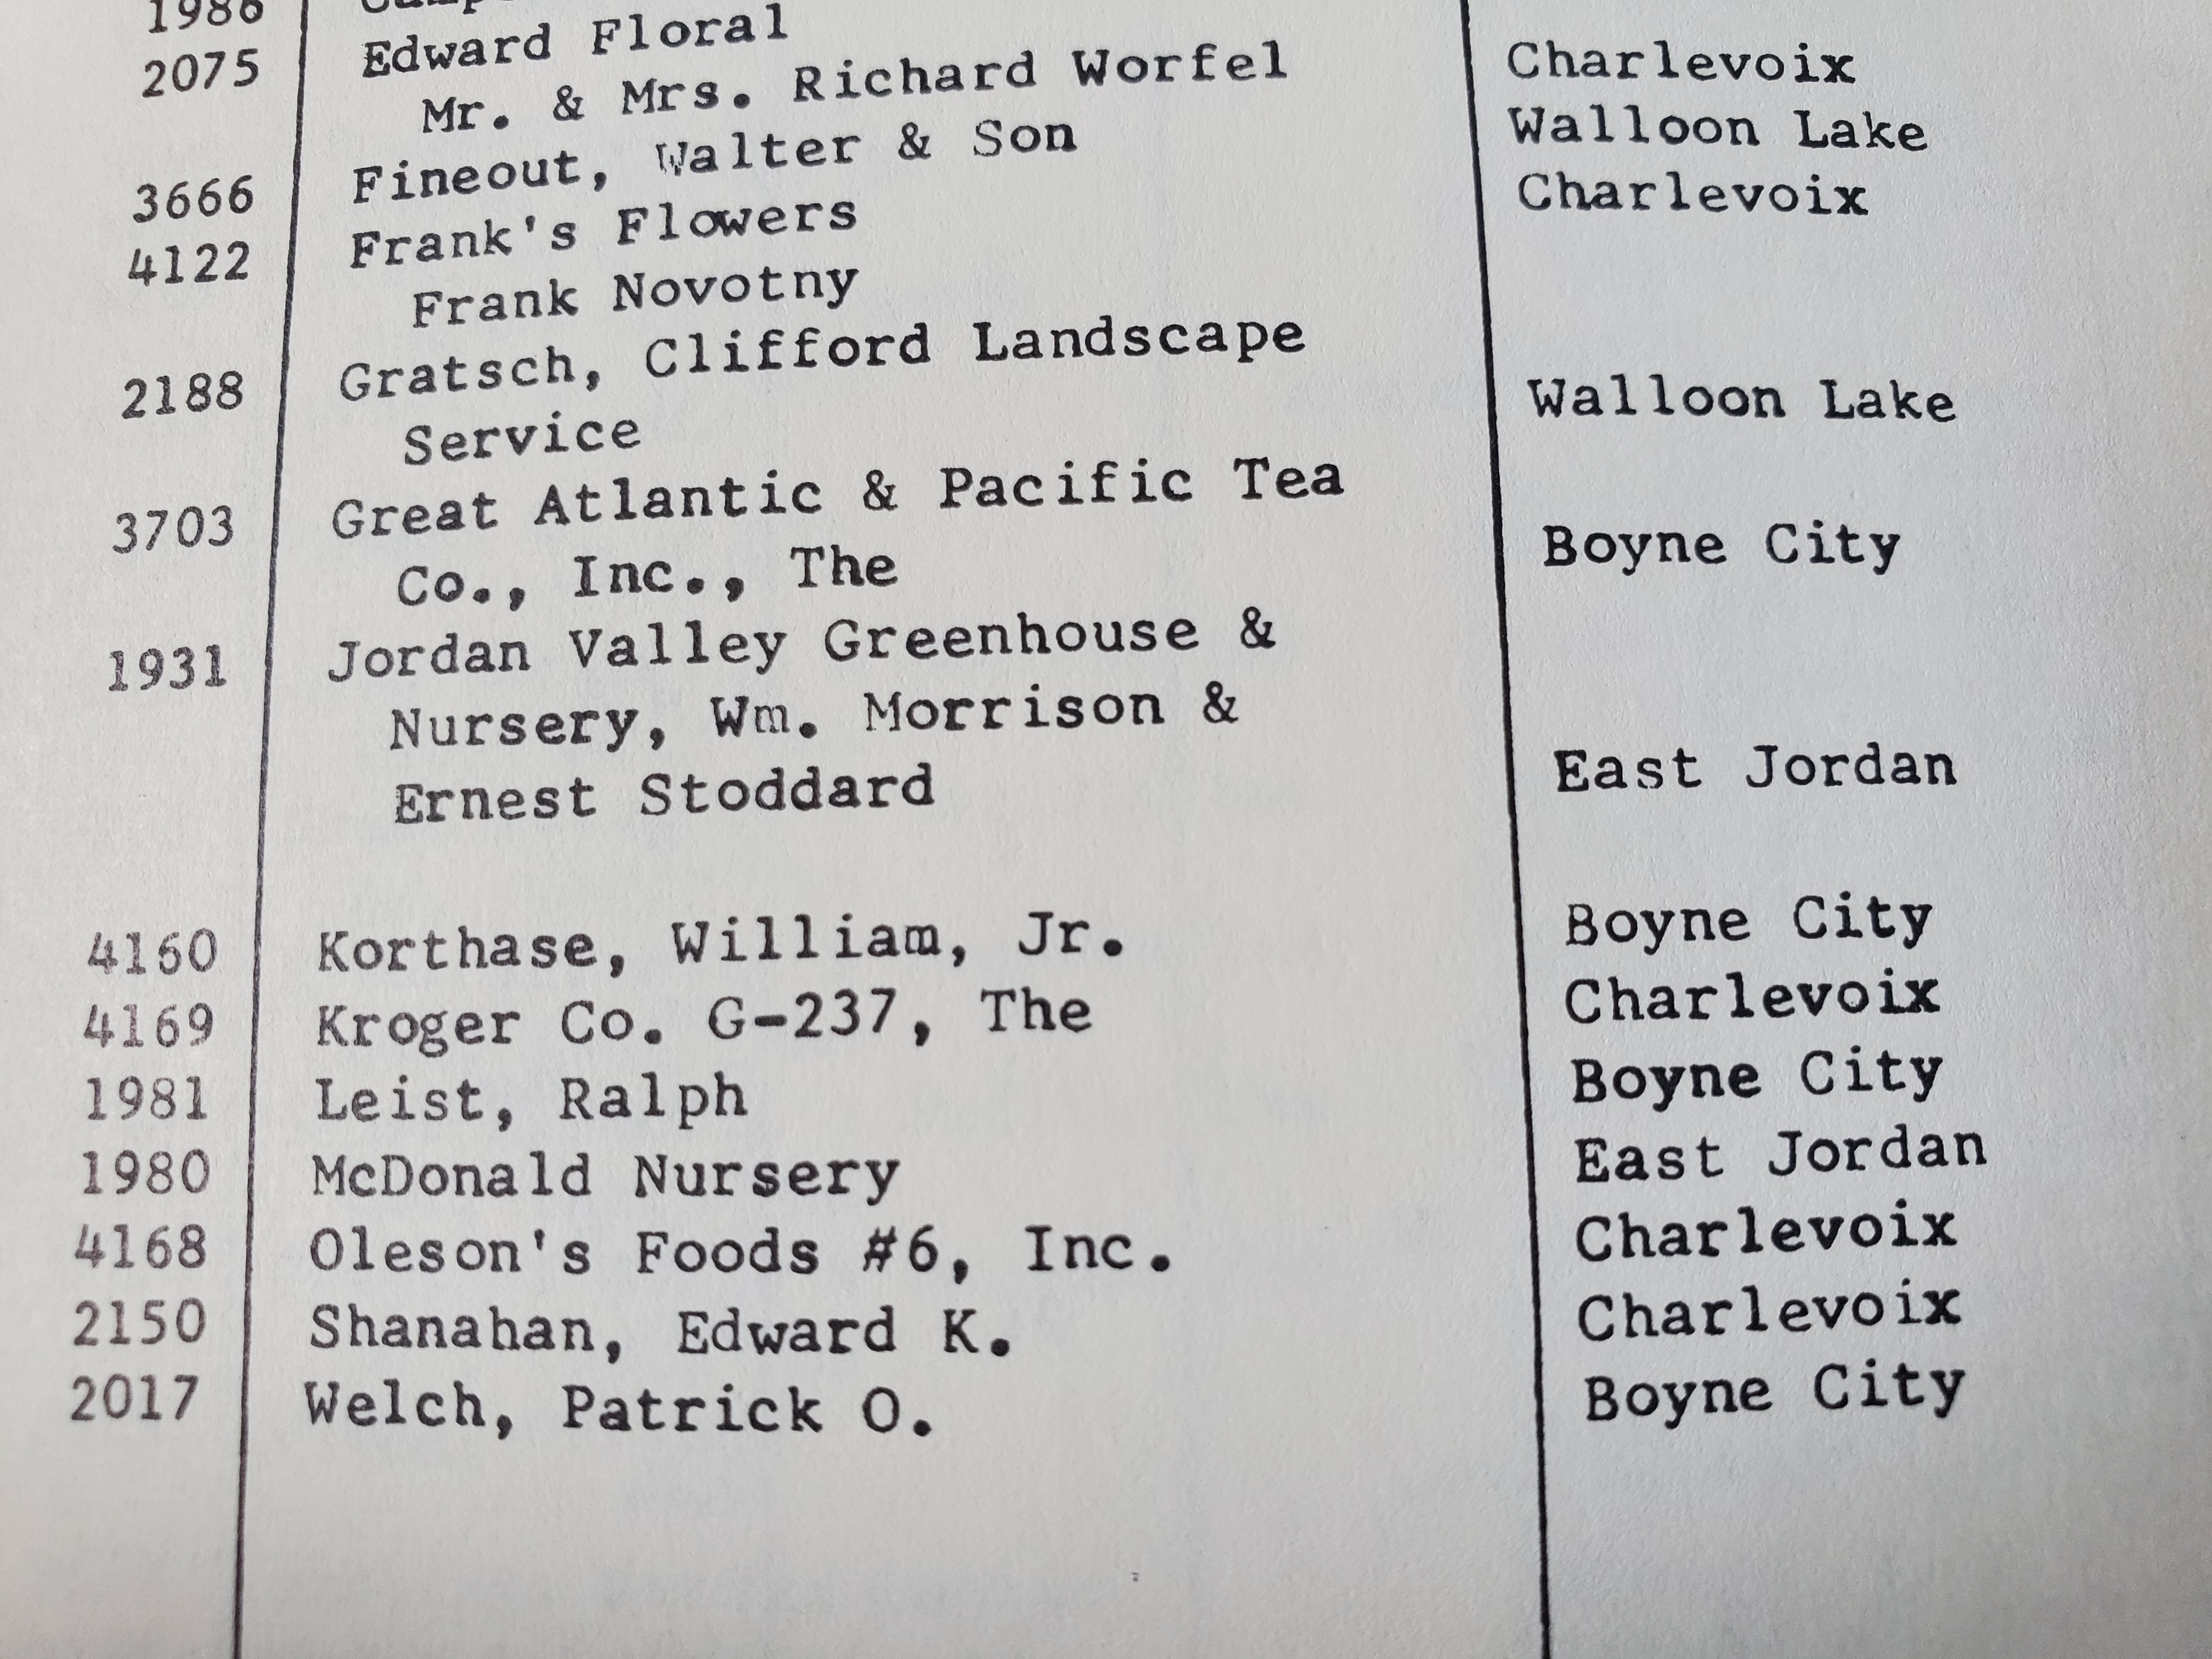 1986
2075 Edward Floral
Mr. & Mrs. Richard Worfel Charlevoix
3666 Fineout, Walter & Son Walloon Lake
4122 Frank's Flowers Charlevoix
Frank Novotny
2188 Gratsch, Clifford Landscape
Service Walloon Lake
3703 Great Atlantic & Pacific Tea
Co., Inc., The Boyne City
1931 Jordan Valley Greenhouse &
Nursery, Wm. Morrison &
Ernest Stoddard East Jordan
4160 Korthase, William, Jr. Boyne City
4169 Kroger Co. G-237, The Charlevoix
1981 Leist, Ralph Boyne City
1980 McDonald Nursery East Jordan
4168 Oleson's Foods #6, Inc. Charlevoix
2150 Shanahan, Edward K. Charlevoix
2017 Welch, Patrick O. Boyne City